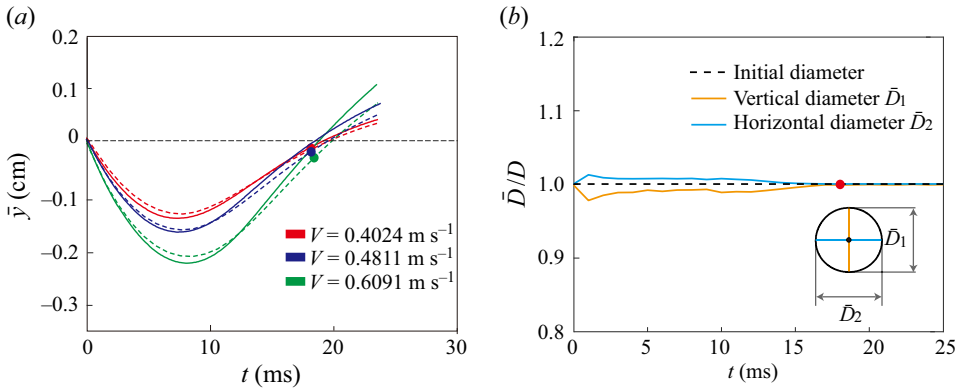 (a)
0.2
0.1
0
–0.1
–0.2
–0.3
ȳ (cm)
V = 0.4024 m s⁻¹
V = 0.4811 m s⁻¹
V = 0.6091 m s⁻¹
0 10 20 30
t (ms)
(b)
1.2
1.1
1.0
0.9
0.8
D̄/D
Initial diameter
Vertical diameter D̄₁
Horizontal diameter D̄₂
D̄₁
D̄₂
0 5 10 15 20 25
t (ms)